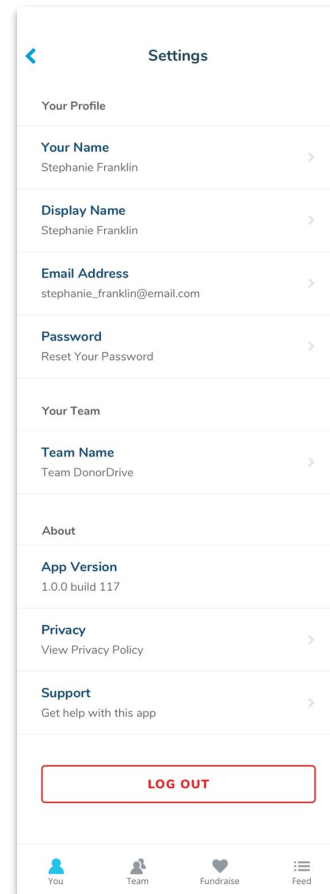 Settings
Your Profile
Your Name
Stephanie Franklin
Display Name
Stephanie Franklin
Email Address
stephanie_franklin@email.com
Password
Reset Your Password
Your Team
Team Name
Team DonorDrive
About
App Version
1.0.0 build 117
Privacy
View Privacy Policy
Support
Get help with this app
LOG OUT
You Team Fundraise Feed